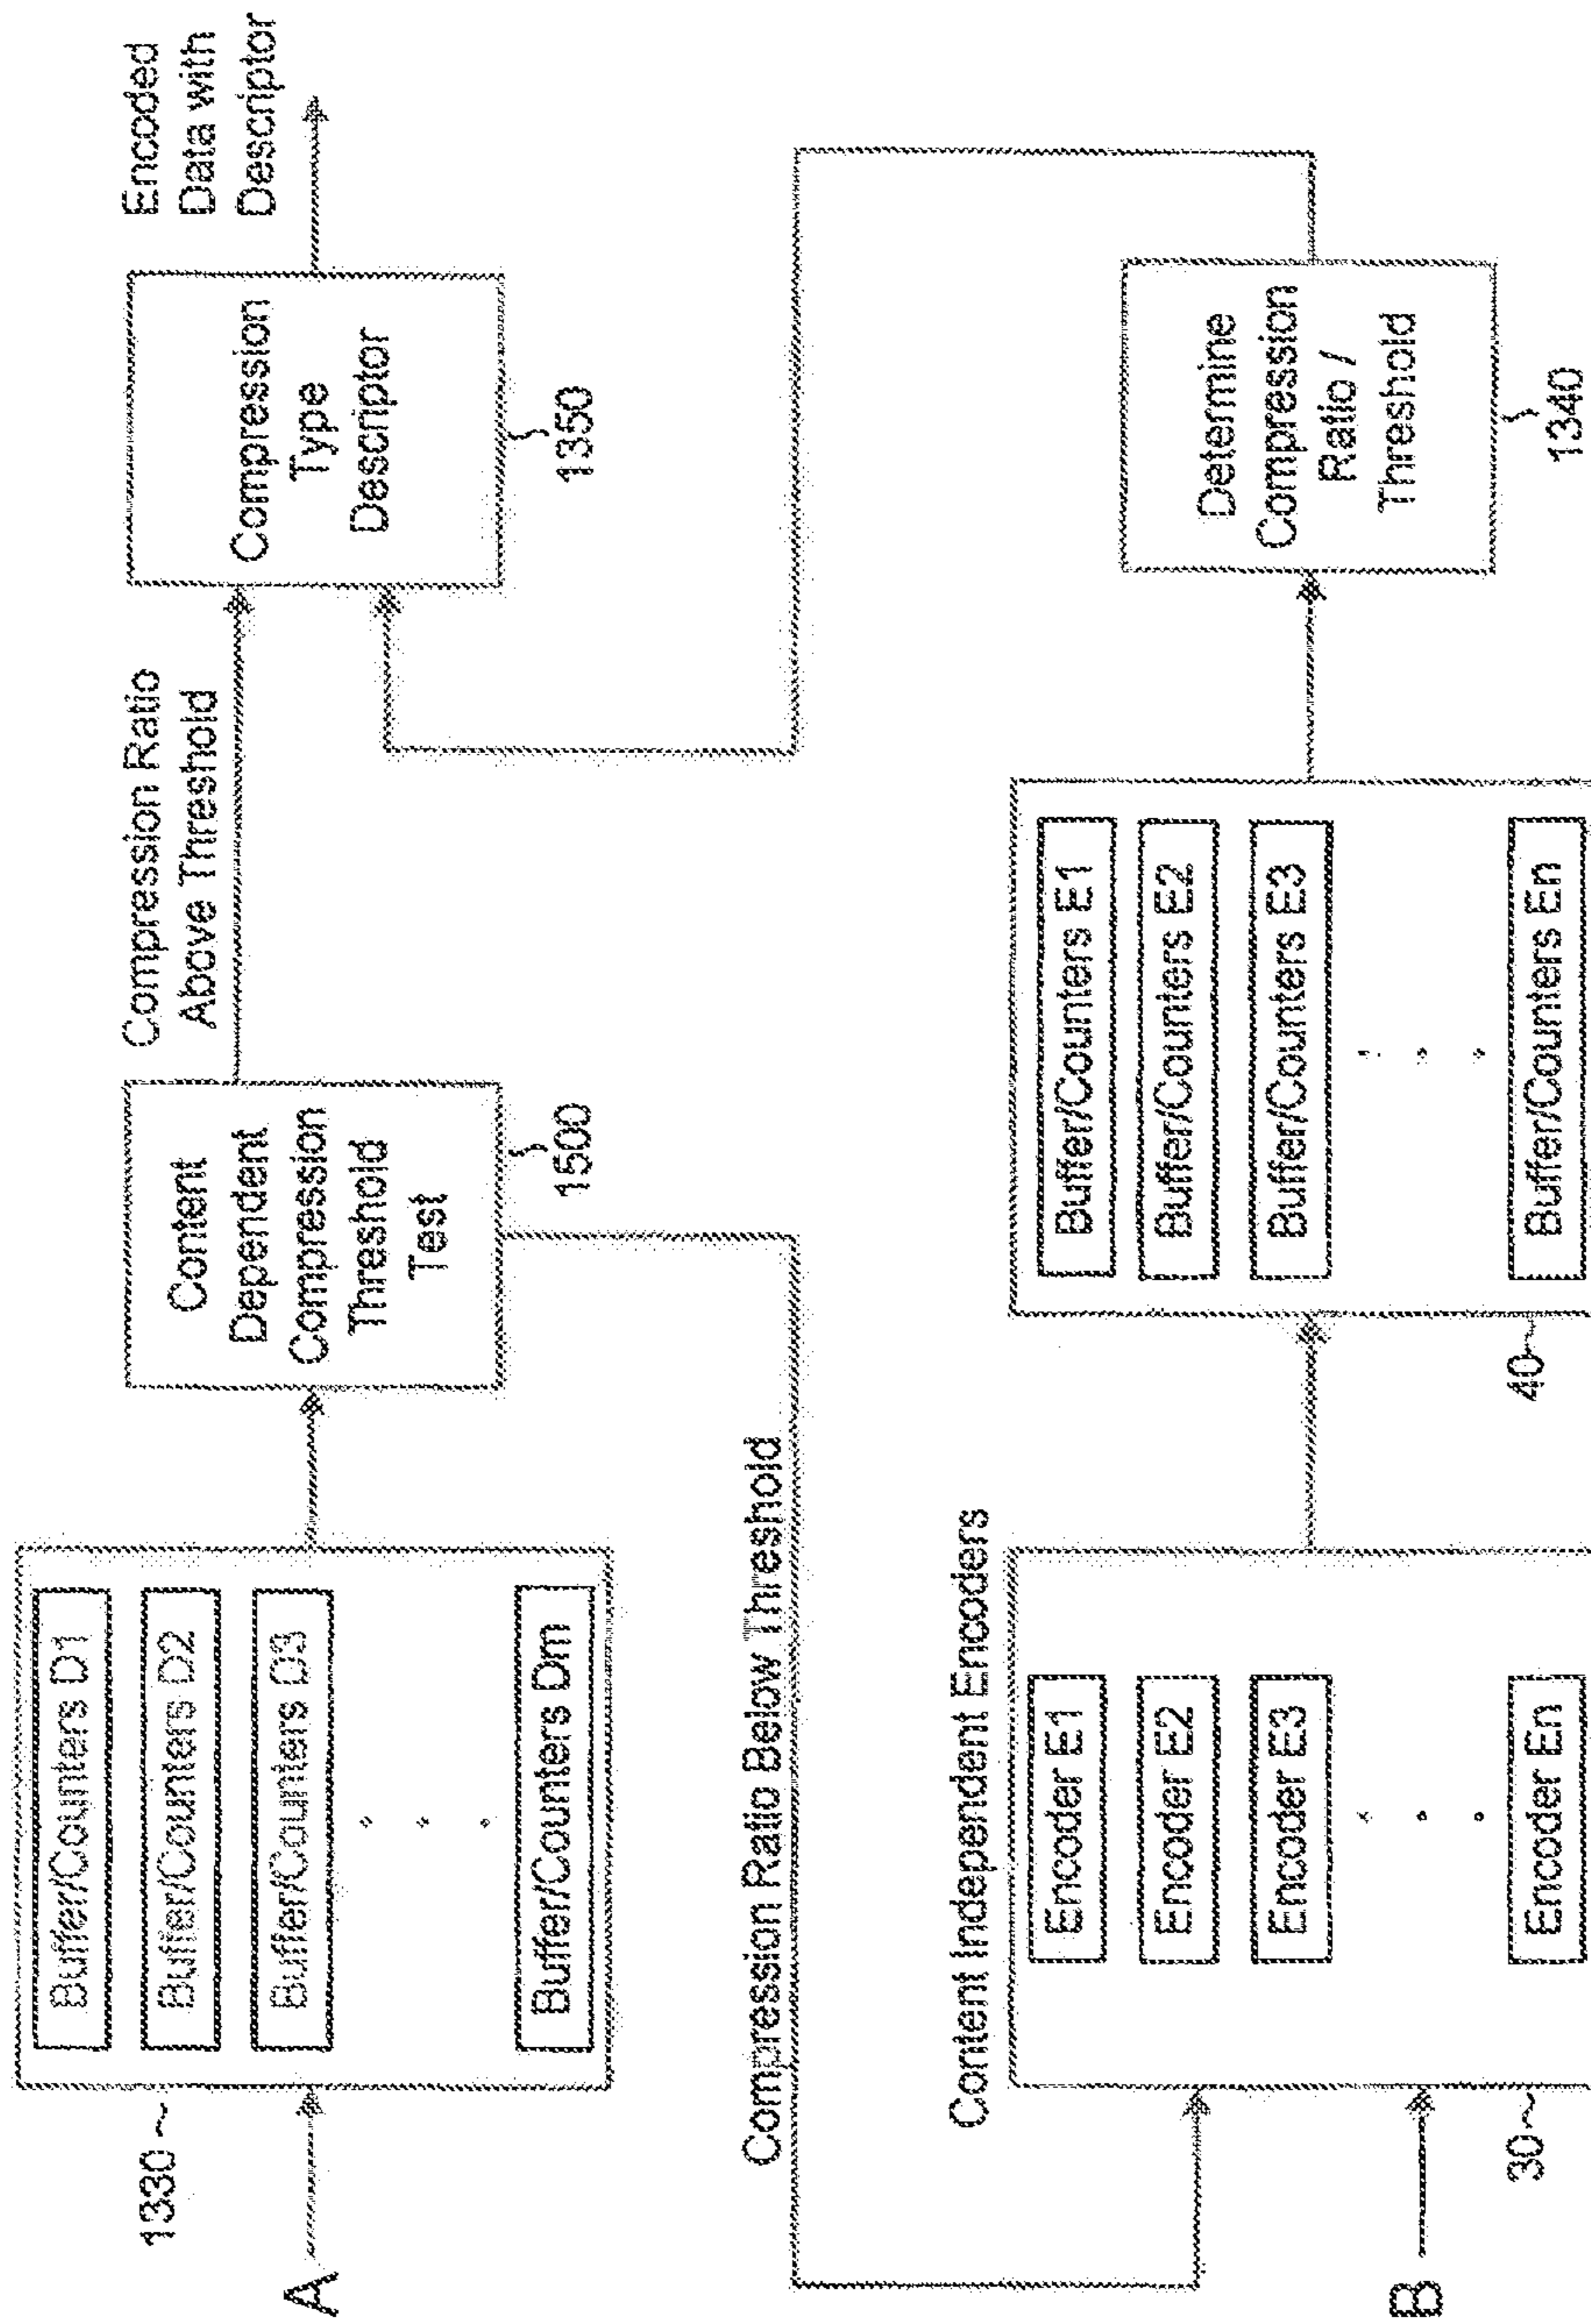 A
1330 ~
Buffer/Counters D1
Buffer/Counters D2
Buffer/Counters D3
Buffer/Counters Dm
Content
Dependent
Compression
Threshold
Test
1500
Compression Ratio
Above Threshold
Compression
Type
Descriptor
1350
Encoded
Data with
Descriptor
Compression Ratio Below Threshold
B
Content Independent Encoders
30~
Encoder E1
Encoder E2
Encoder E3
Encoder En
40~
Buffer/Counters E1
Buffer/Counters E2
Buffer/Counters E3
Buffer/Counters En
Determine
Compression
Ratio /
Threshold
1340